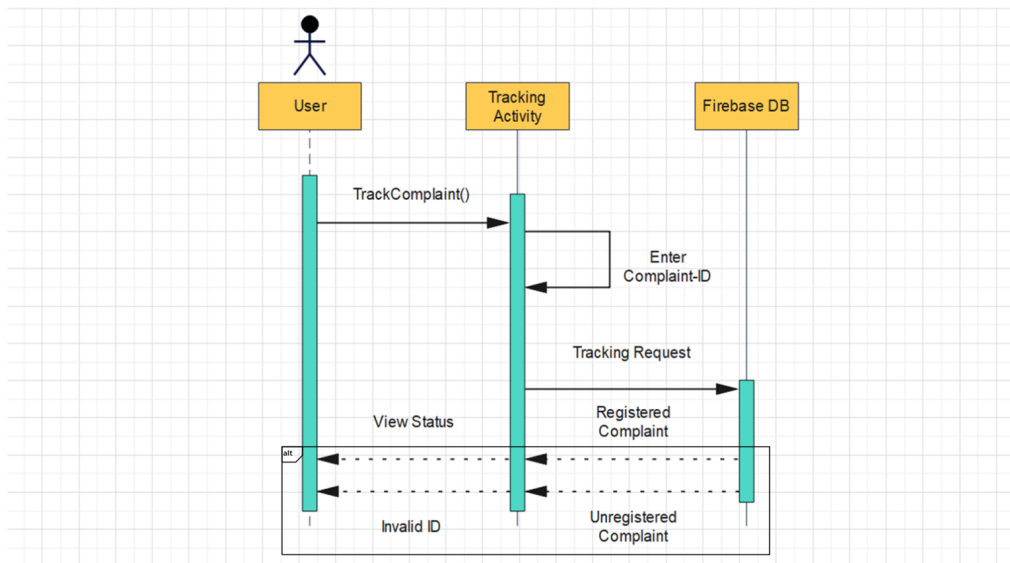 User
Tracking
Activity
Firebase DB
TrackComplaint()
Enter
Complaint-ID
Tracking Request
View Status
Registered
Complaint
alt
Invalid ID
Unregistered
Complaint